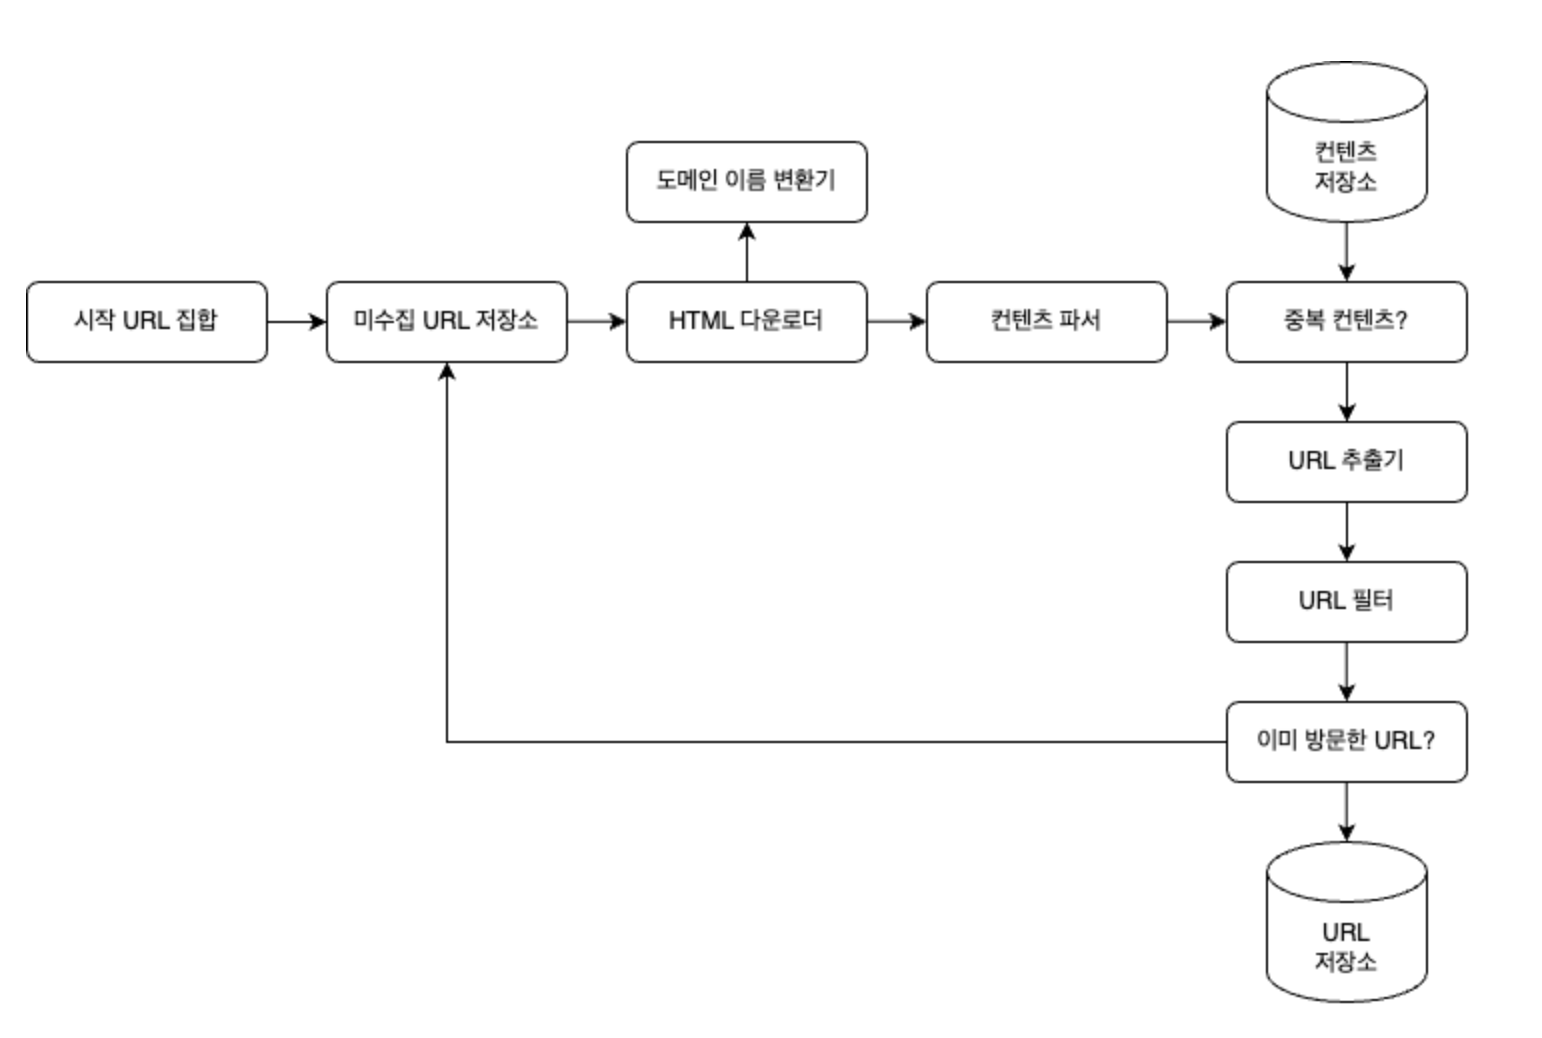 컨텐츠
저장소
도메인 이름 변환기
시작 URL 집합
미수집 URL 저장소
HTML 다운로더
컨텐츠 파서
중복 컨텐츠?
URL 추출기
URL 필터
이미 방문한 URL?
URL
저장소